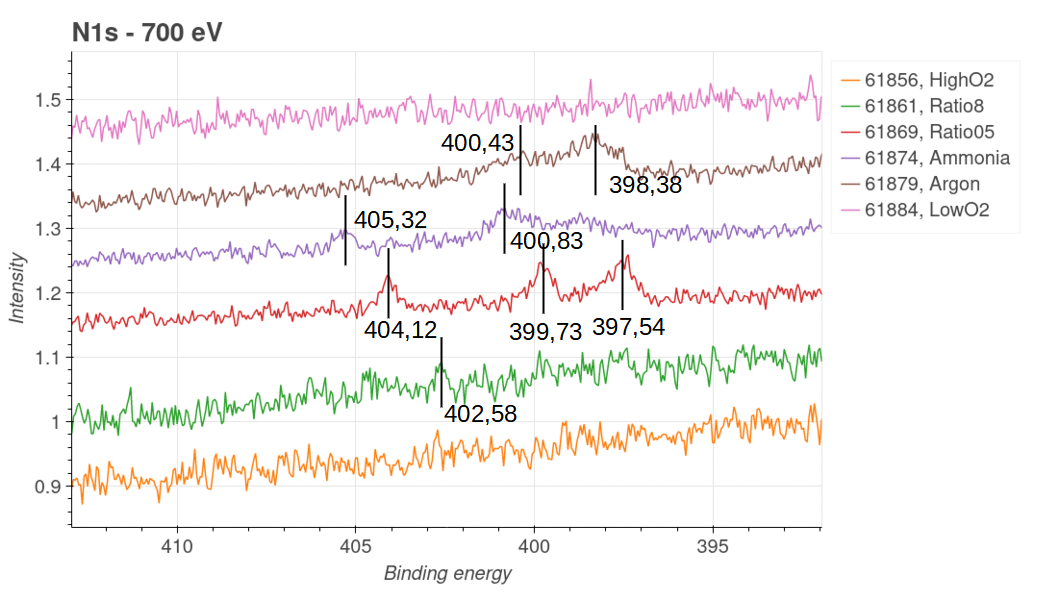 N1s - 700 eV
Intensity
1.5
1.4
1.3
1.2
1.1
1
0.9
400,43
398,38
405,32
400,83
404,12
399,73
397,54
402,58
410
405
400
395
Binding energy
61856, HighO2
61861, Ratio8
61869, Ratio05
61874, Ammonia
61879, Argon
61884, LowO2